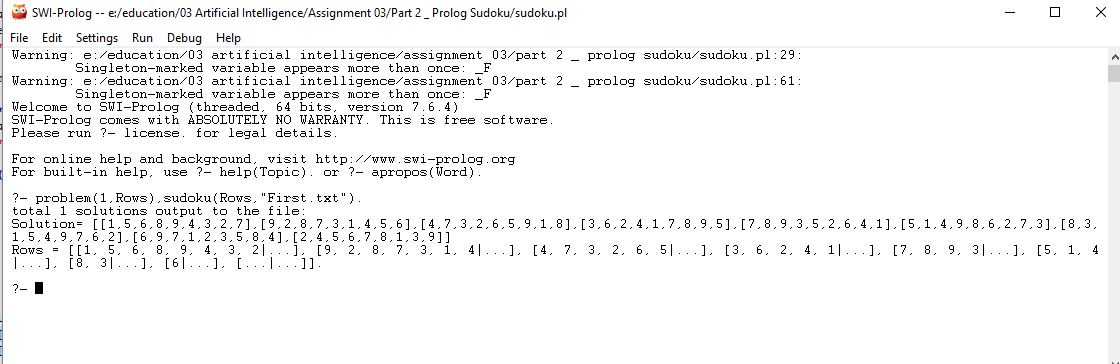 SWI-Prolog -- e:/education/03 Artificial Intelligence/Assignment 03/Part 2 _ Prolog Sudoku/sudoku.pl
File Edit Settings Run Debug Help
Warning: e:/education/03 artificial intelligence/assignment 03/part 2 _ prolog sudoku/sudoku.pl:29:
Singleton-marked variable appears more than once: _F
Warning: e:/education/03 artificial intelligence/assignment 03/part 2 _ prolog sudoku/sudoku.pl:61:
Singleton-marked variable appears more than once: _F
Welcome to SWI-Prolog (threaded, 64 bits, version 7.6.4)
SWI-Prolog comes with ABSOLUTELY NO WARRANTY. This is free software.
Please run ?- license. for legal details.
For online help and background, visit http://www.swi-prolog.org
For built-in help, use ?- help(Topic). or ?- apropos(Word).
?- problem(1,Rows),sudoku(Rows,"First.txt").
total 1 solutions output to the file:
Solution= [[1,5,6,8,9,4,3,2,7],[9,2,8,7,3,1,4,5,6],[4,7,3,2,6,5,9,1,8],[3,6,2,4,1,7,8,9,5],[7,8,9,3,5,2,6,4,1],[5,1,4,9,8,6,2,7,3],[8,3,
1,5,4,9,7,6,2],[6,9,7,1,2,3,5,8,4],[2,4,5,6,7,8,1,3,9]]
Rows = [[1, 5, 6, 8, 9, 4, 3, 2|...], [9, 2, 8, 7, 3, 1, 4|...], [4, 7, 3, 2, 6, 5|...], [3, 6, 2, 4, 1|...], [7, 8, 9, 3|...], [5, 1, 4
|...], [8, 3|...], [6|...], [...|...]].
?-